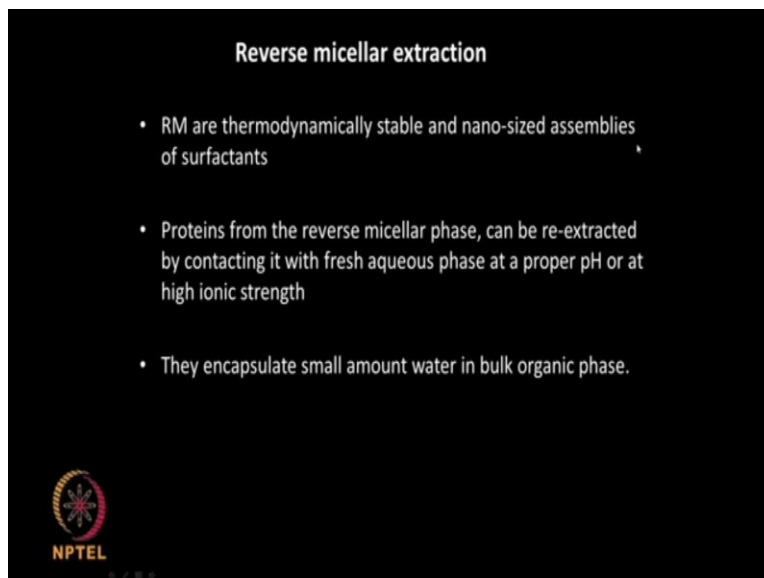 Reverse micellar extraction
• RM are thermodynamically stable and nano-sized assemblies
of surfactants
• Proteins from the reverse micellar phase, can be re-extracted
by contacting it with fresh aqueous phase at a proper pH or at
high ionic strength
• They encapsulate small amount water in bulk organic phase.
NPTEL